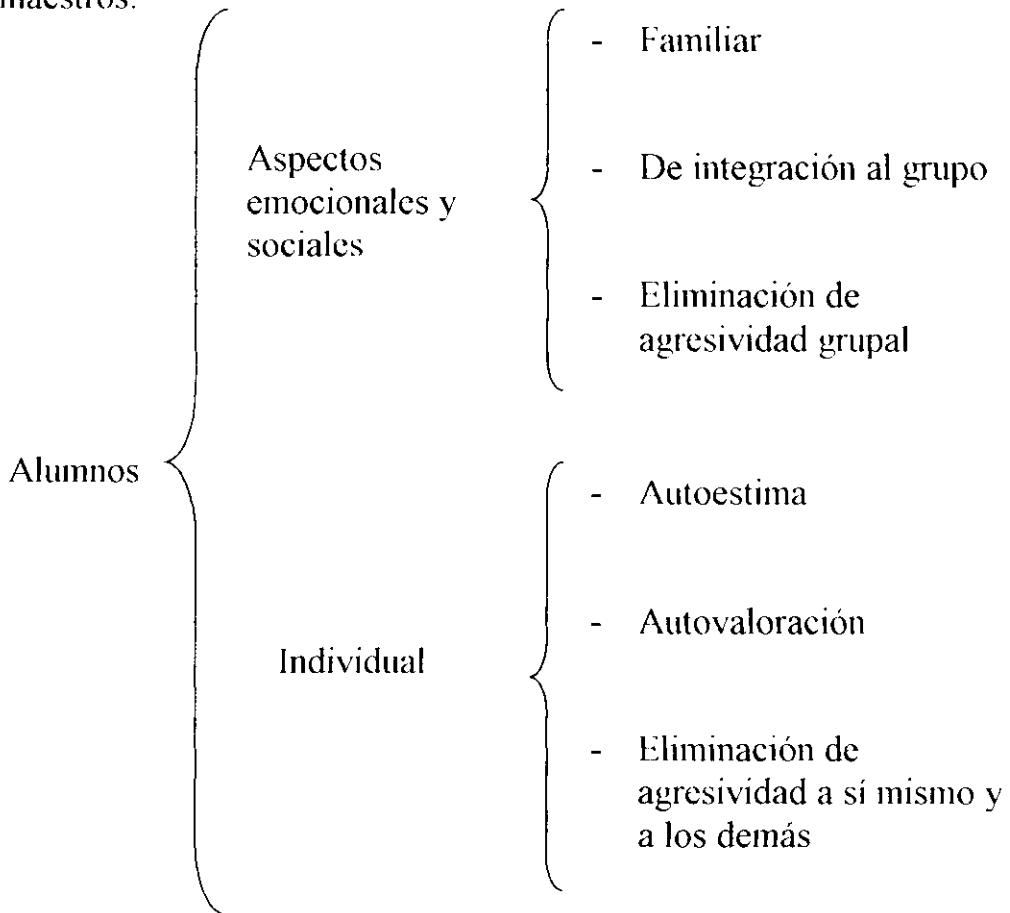 maestros.
- Familiar
Aspectos
emocionales y
sociales
- De integración al grupo
- Eliminación de
agresividad grupal
Alumnos
- Autoestima
- Autovaloración
Individual
- Eliminación de
agresividad a sí mismo y
a los demás